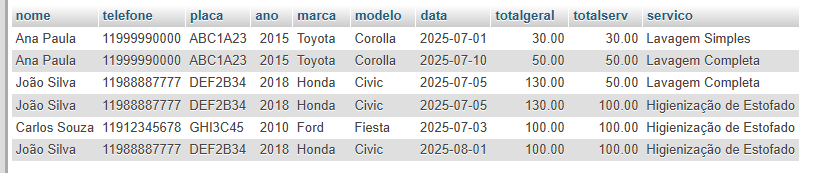 nome telefone placa ano marca modelo data totalgeral totalserv servico
Ana Paula 11999990000 ABC1A23 2015 Toyota Corolla 2025-07-01 30.00 30.00 Lavagem Simples
Ana Paula 11999990000 ABC1A23 2015 Toyota Corolla 2025-07-10 50.00 50.00 Lavagem Completa
João Silva 11988887777 DEF2B34 2018 Honda Civic 2025-07-05 130.00 50.00 Lavagem Completa
João Silva 11988887777 DEF2B34 2018 Honda Civic 2025-07-05 130.00 100.00 Higienização de Estofado
Carlos Souza 11912345678 GHI3C45 2010 Ford Fiesta 2025-07-03 100.00 100.00 Higienização de Estofado
João Silva 11988887777 DEF2B34 2018 Honda Civic 2025-08-01 100.00 100.00 Higienização de Estofado